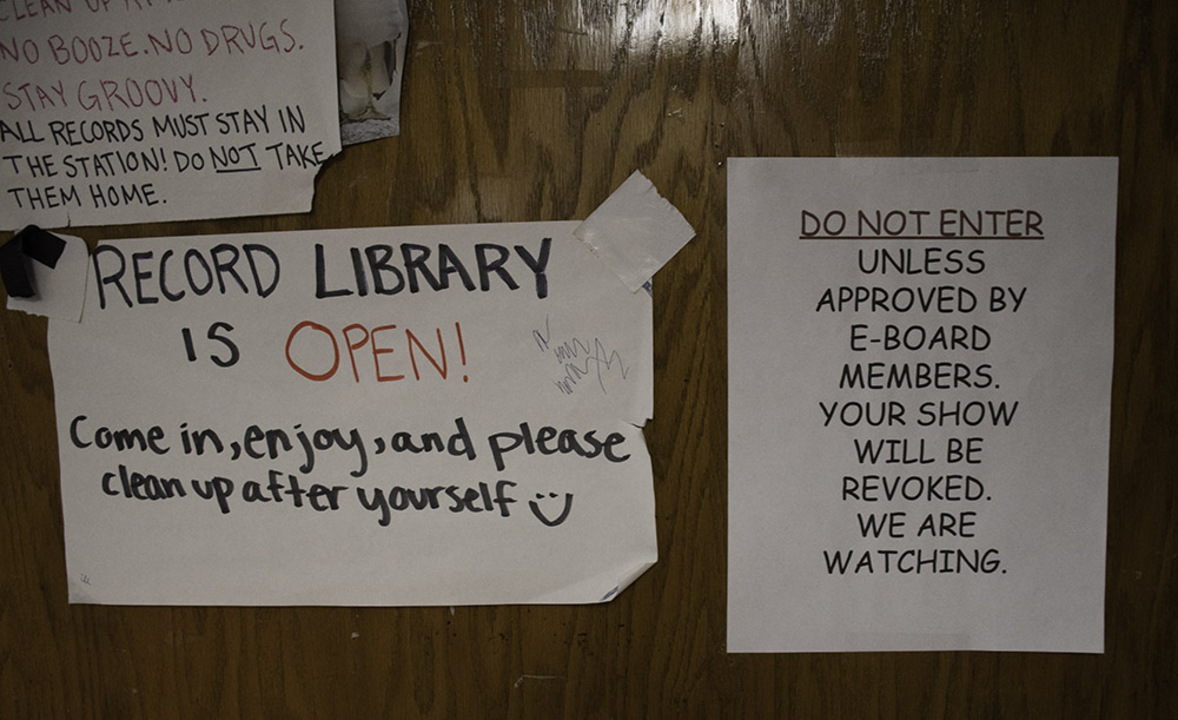 CLEAN UP
NO BOOZE. NO DRUGS.
STAY GROOVY.
ALL RECORDS MUST STAY IN
THE STATION! DO NOT TAKE
THEM HOME.
RECORD LIBRARY
IS OPEN!
Come in, enjoy, and please
clean up after yourself
DO NOT ENTER
UNLESS
APPROVED BY
E-BOARD
MEMBERS.
YOUR SHOW
WILL BE
REVOKED.
WE ARE
WATCHING.